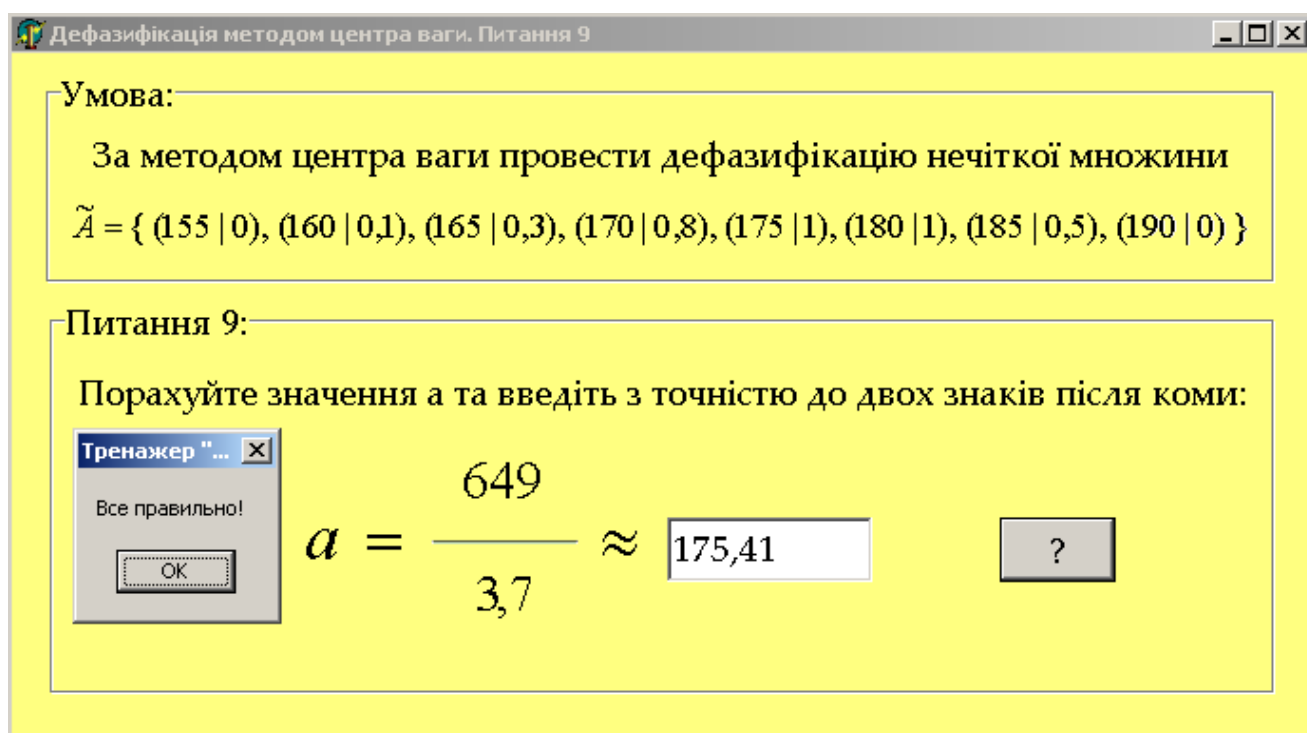 Дефазифікація методом центра ваги. Питання 9
Умова:
За методом центра ваги провести дефазифікацію нечіткої множини
Ã = { (155 | 0), (160 | 0,1), (165 | 0,3), (170 | 0,8), (175 | 1), (180 | 1), (185 | 0,5), (190 | 0) }
Питання 9:
Порахуйте значення а та введіть з точністю до двох знаків після коми:
Тренажер "...
Все правильно!
OK
649
a = ≈ 175,41
?
3,7